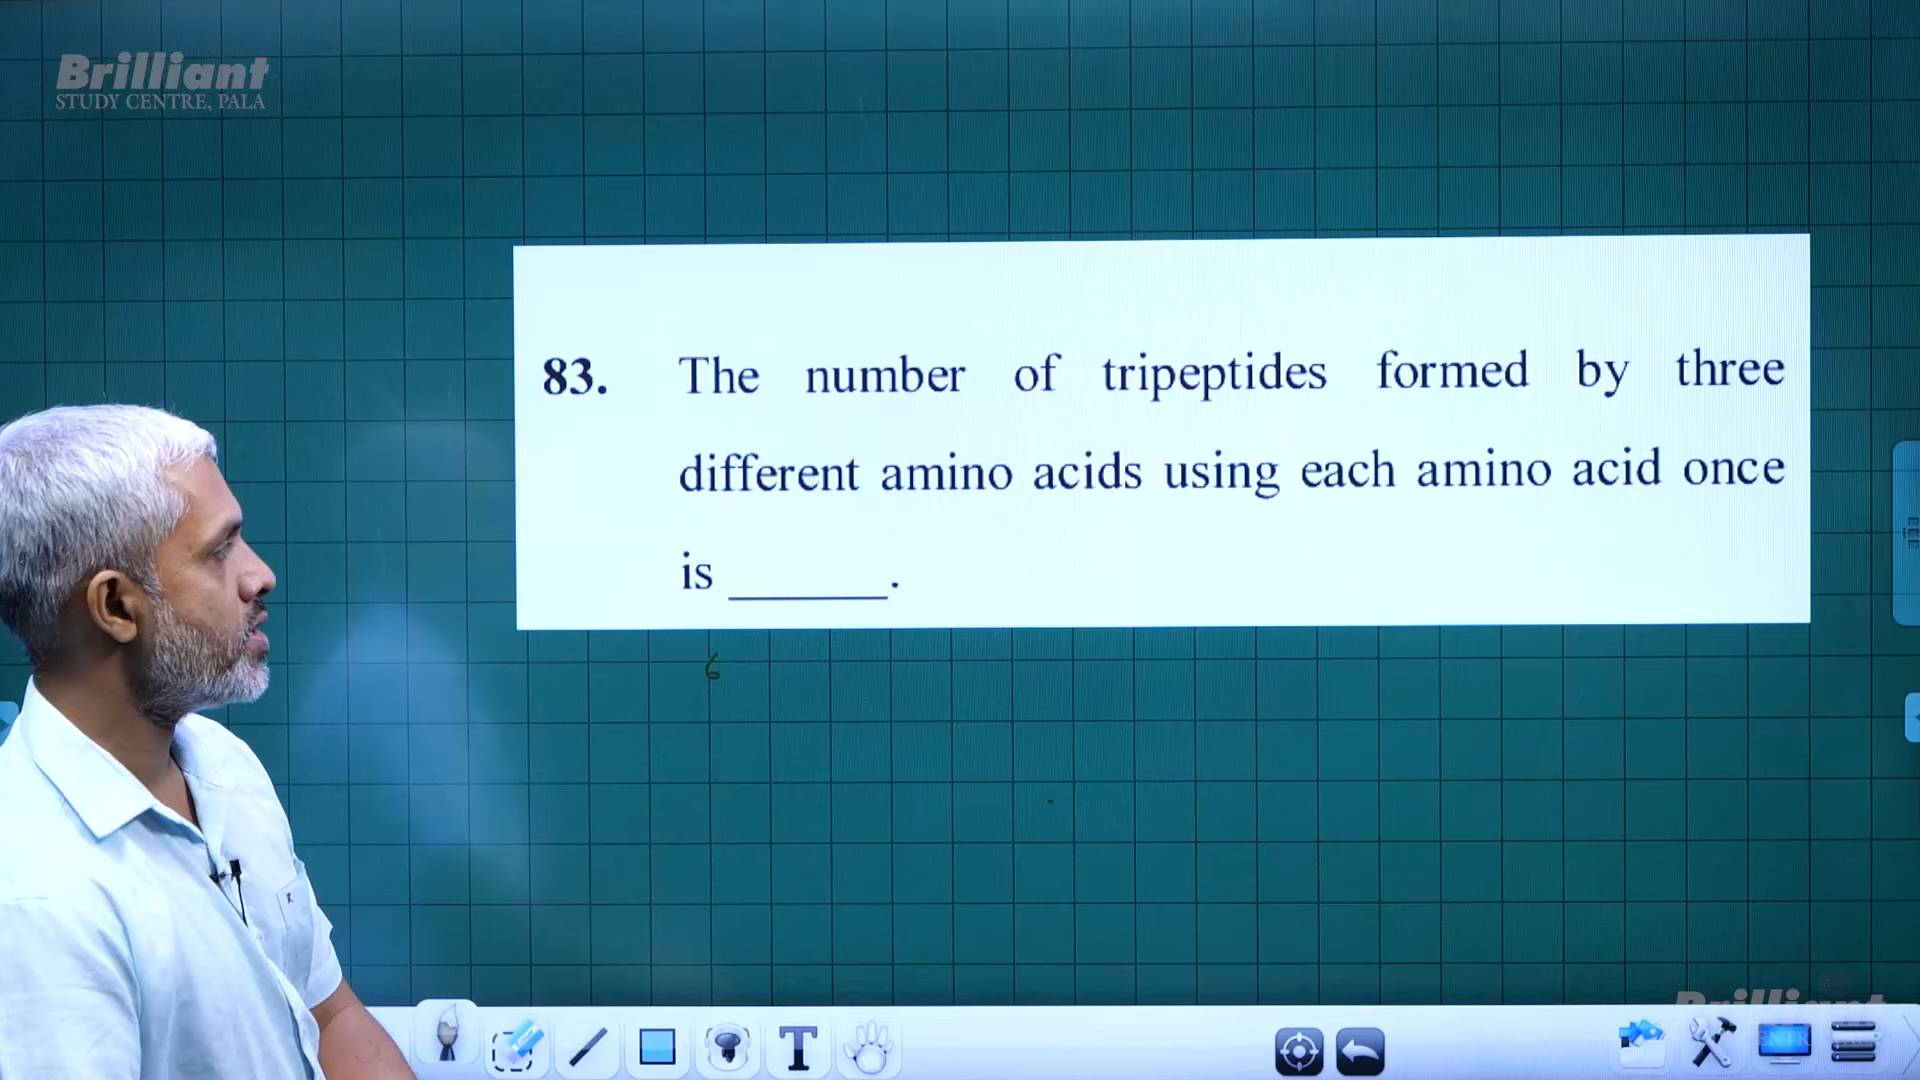 Brilliant
STUDY CENTRE, PALA
83. The number of tripeptides formed by three
different amino acids using each amino acid once
is ______.
6
Brilliant
T